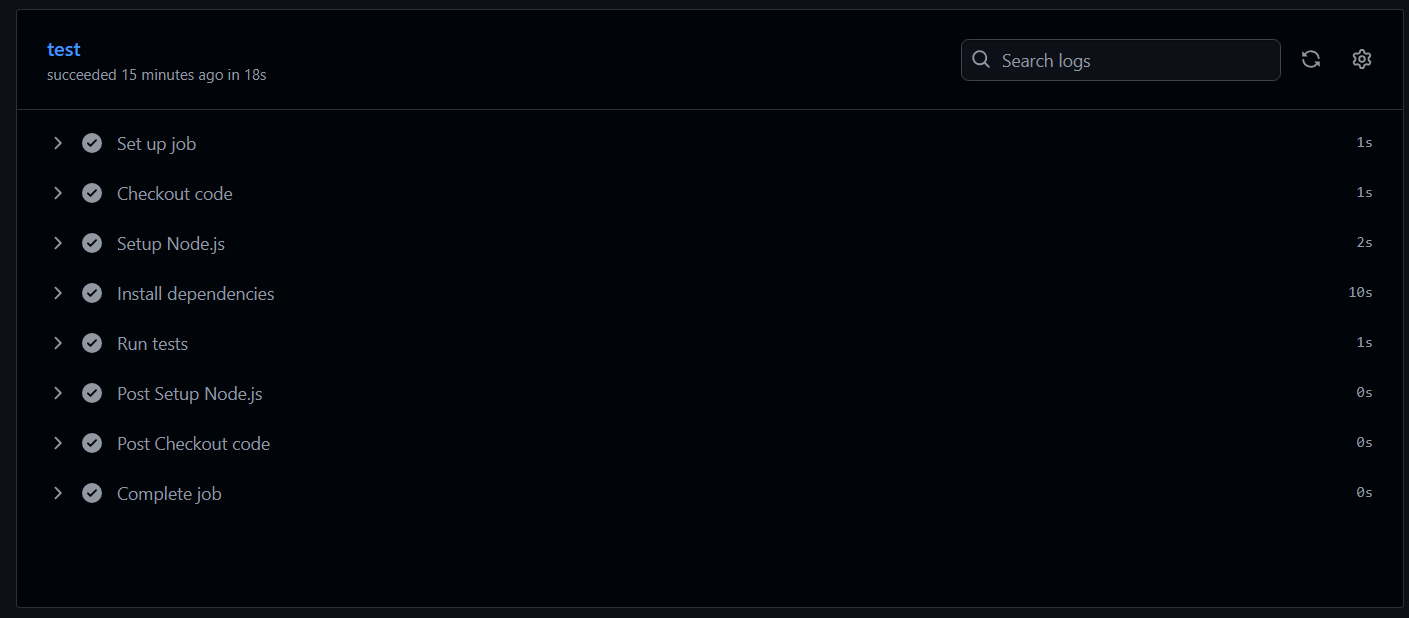 test
succeeded 15 minutes ago in 18s
Search logs
Set up job 1s
Checkout code 1s
Setup Node.js 2s
Install dependencies 10s
Run tests 1s
Post Setup Node.js 0s
Post Checkout code 0s
Complete job 0s